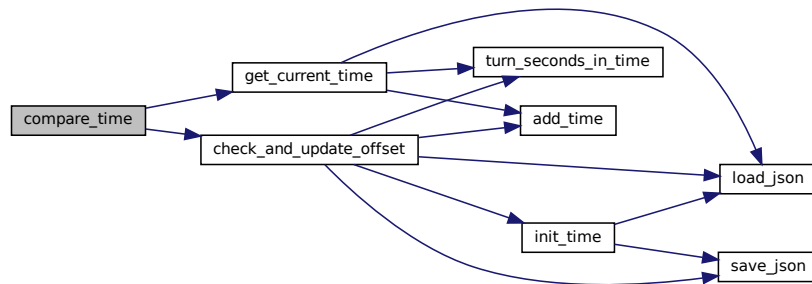 turn_seconds_in_time
get_current_time
compare_time
add_time
check_and_update_offset
load_json
init_time
save_json